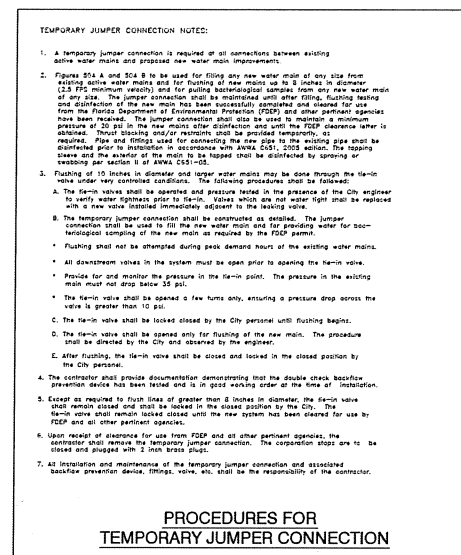 TEMPORARY JUMPER CONNECTION NOTES:
1. A temporary jumper connection is required at all connections between existing
active water mains and proposed new water main improvements.
2. Figures 504 A and 504 B to be used for filling any new water main of any size from
existing active water mains and for flushing of new mains up to 8 inches in diameter
(2.5 FPS minimum velocity) and for pulling bacteriological samples from any new water main
of any size. The jumper connection shall be maintained until after filling, flushing testing
and disinfection of the new main has been successfully completed and cleared for use
from the Florida Department of Environmental Protection (FDEP) and other pertinent agencies
have been received. The jumper connection shall also be used to maintain a minimum
pressure of 20 psi in the new mains after disinfection and until the FDEP clearance letter is
obtained. Thrust blocking and/or restraints shall be provided temporarily, as
required. Pipe and fittings used for connecting the new pipe to the existing pipe shall be
disinfected prior to installation in accordance with AWWA C651, 2005 edition. The tapping
sleeve and the exterior of the main to be tapped shall be disinfected by spraying or
swabbing per section 11 of AWWA C651-05.
3. Flushing of 10 inches in diameter and larger water mains may be done through the tie-in
valve under very controlled conditions. The following procedures shall be followed:
A. The tie-in valves shall be operated and pressure tested in the presence of the City engineer
to verify water tightness prior to tie-in. Valves which are not water tight shall be replaced
with a new valve installed immediately adjacent to the leaking valve.
B. The temporary jumper connection shall be constructed as detailed. The jumper
connection shall be used to fill the new water main and for providing water for bac-
teriological sampling of the new main as required by the FDEP permit.
* Flushing shall not be attempted during peak demand hours of the existing water mains.
* All downstream valves in the system must be open prior to opening the tie-in valve.
* Provide for and monitor the pressure in the tie-in point. The pressure in the existing
main must not drop below 35 psi.
* The tie-in valve shall be opened a few turns only, ensuring a pressure drop across the
valve is greater than 10 psi.
C. The tie-in valve shall be locked closed by the City personel until flushing begins.
D. The tie-in valve shall be opened only for flushing of the new main. The procedure
shall be directed by the City and observed by the engineer.
E. After flushing, the tie-in valve shall be closed and locked in the closed position by
the City personel.
4. The contractor shall provide documentation demonstrating that the double check backflow
prevention device has been tested and is in good working order at the time of installation.
5. Except as required to flush lines of greater than 8 inches in diameter, the tie-in valve
shall remain closed and shall be locked in the closed position by the City. The
tie-in valve shall remain locked closed until the new system has been cleared for use by
FDEP and all other pertinent agencies.
6. Upon receipt of clearance for use from FDEP and all other pertinent agencies, the
contractor shall remove the temporary jumper connection. The corporation stops are to be
closed and plugged with 2 inch brass plugs.
7. All installation and maintenance of the temporary jumper connection and associated
backflow prevention device, fittings, valve, etc. shall be the responsibility of the contractor.
PROCEDURES FOR
TEMPORARY JUMPER CONNECTION